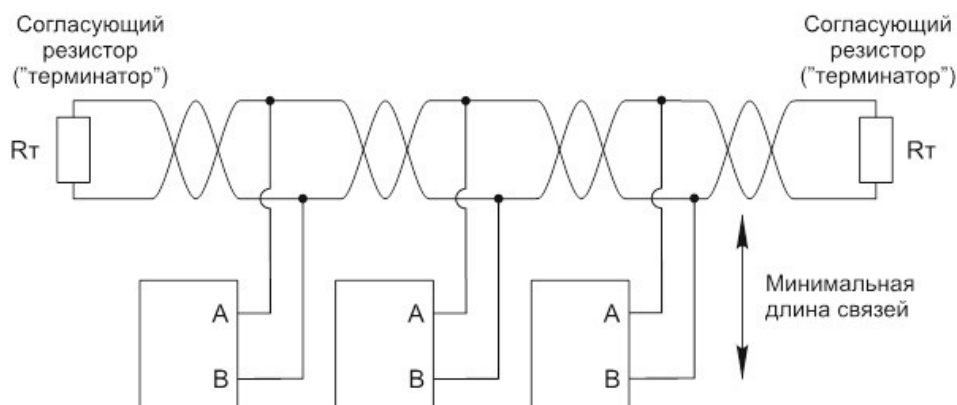 Согласующий
резистор
("терминатор")
Согласующий
резистор
("терминатор")
Rт
Rт
A
B
A
B
A
B
Минимальная
длина связей